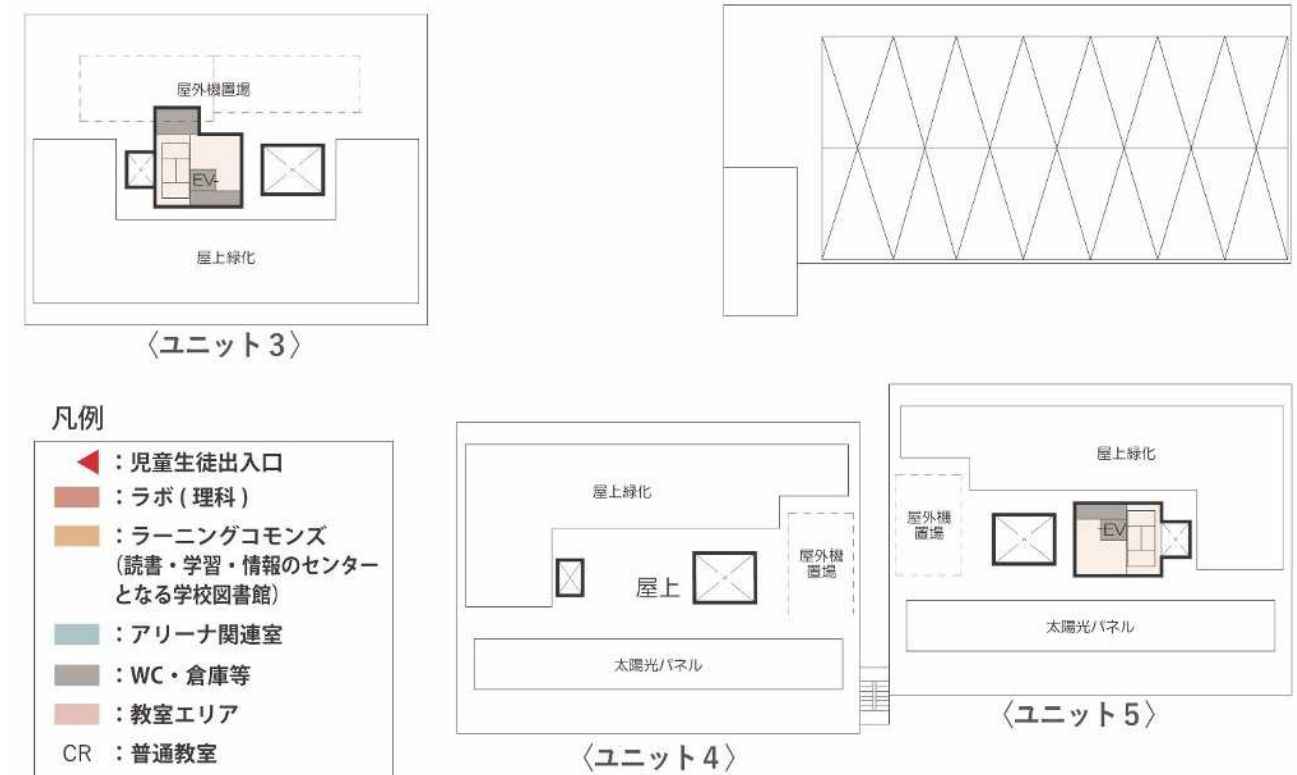 屋外機置場
EV
屋上緑化
〈ユニット3〉
凡例
：児童生徒出入口
：ラボ(理科)
：ラーニングコモンズ
(読書・学習・情報のセンター
となる学校図書館)
：アリーナ関連室
：WC・倉庫等
：教室エリア
CR ：普通教室
屋上緑化
屋外機
置場
屋上
太陽光パネル
〈ユニット4〉
屋上緑化
屋外機
置場
EV
太陽光パネル
〈ユニット5〉